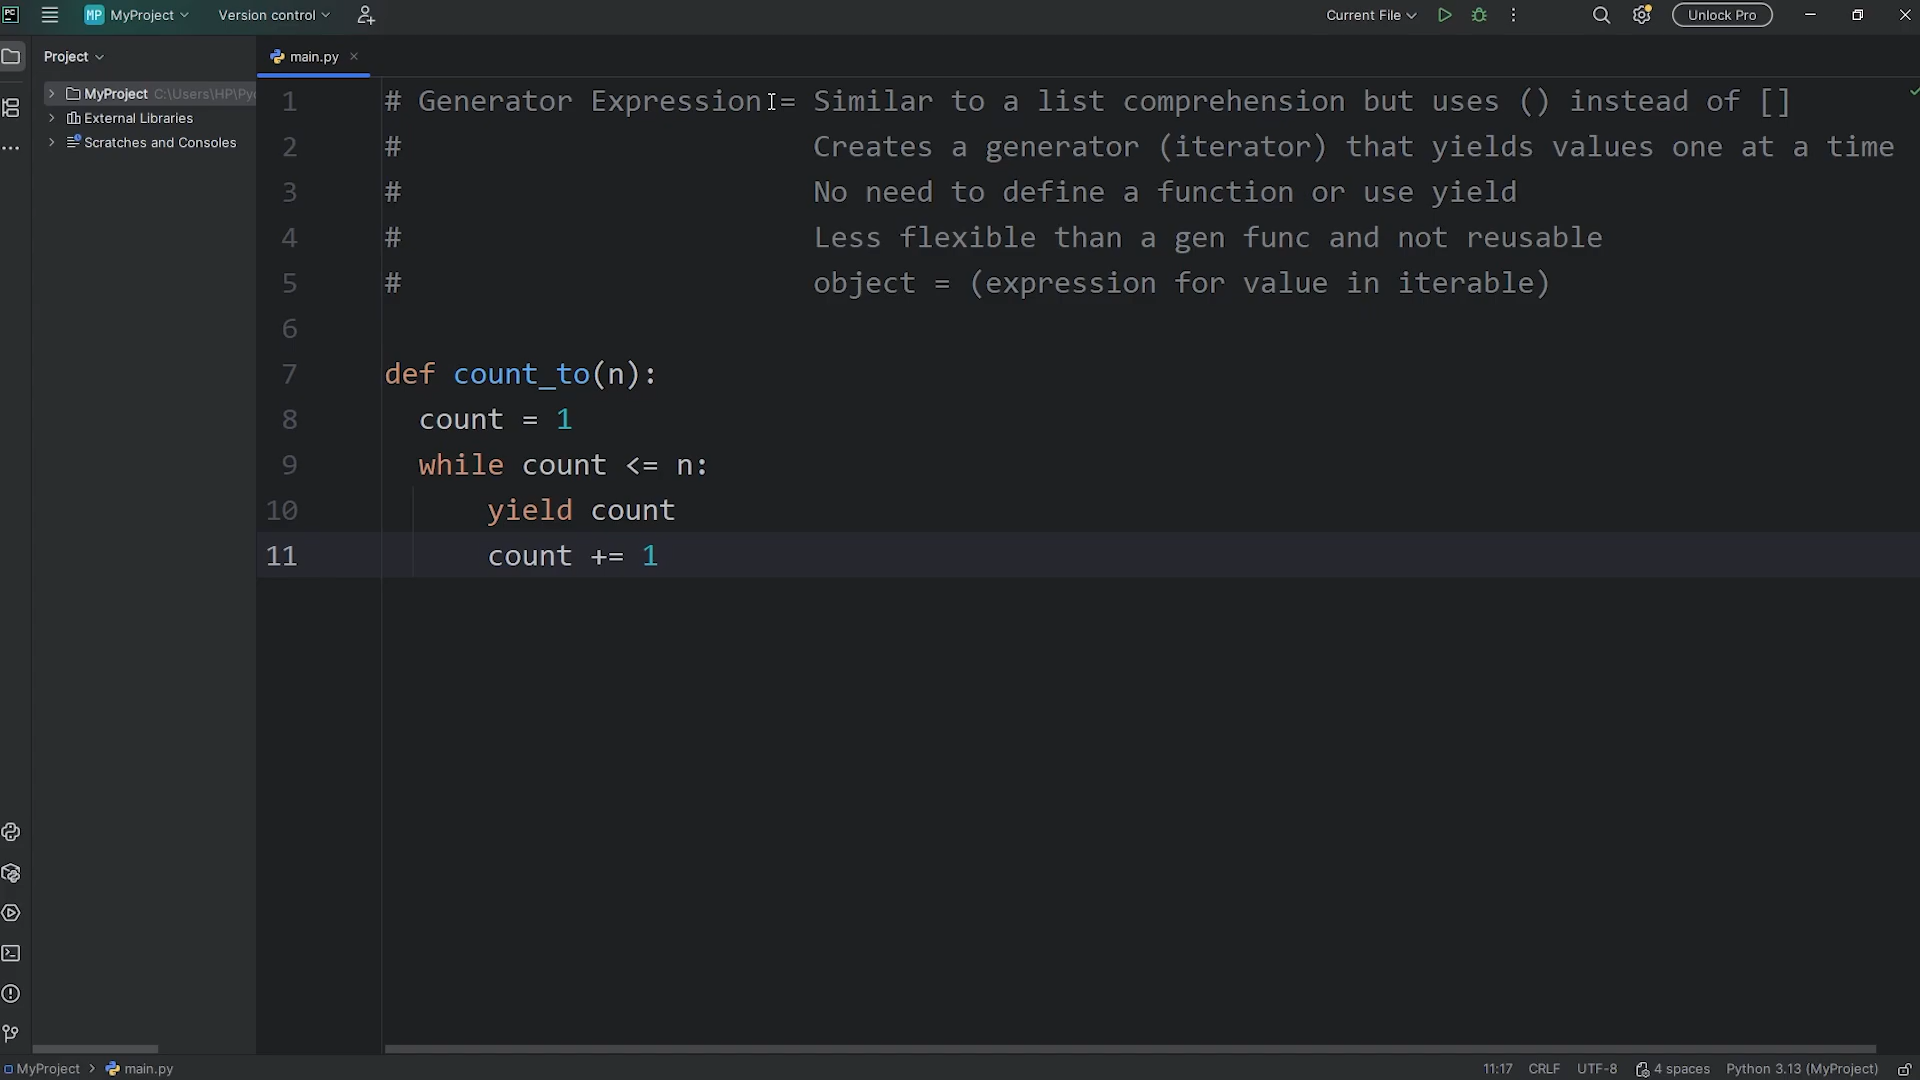 PC MP MyProject Version control Current File Unlock Pro
Project
main.py
MyProject C:\Users\HP\Py
External Libraries
Scratches and Consoles
1 # Generator Expression = Similar to a list comprehension but uses () instead of []
2 # Creates a generator (iterator) that yields values one at a time
3 # No need to define a function or use yield
4 # Less flexible than a gen func and not reusable
5 # object = (expression for value in iterable)
6
7 def count_to(n):
8 count = 1
9 while count <= n:
10 yield count
11 count += 1
MyProject > main.py 11:17 CRLF UTF-8 4 spaces Python 3.13 (MyProject)